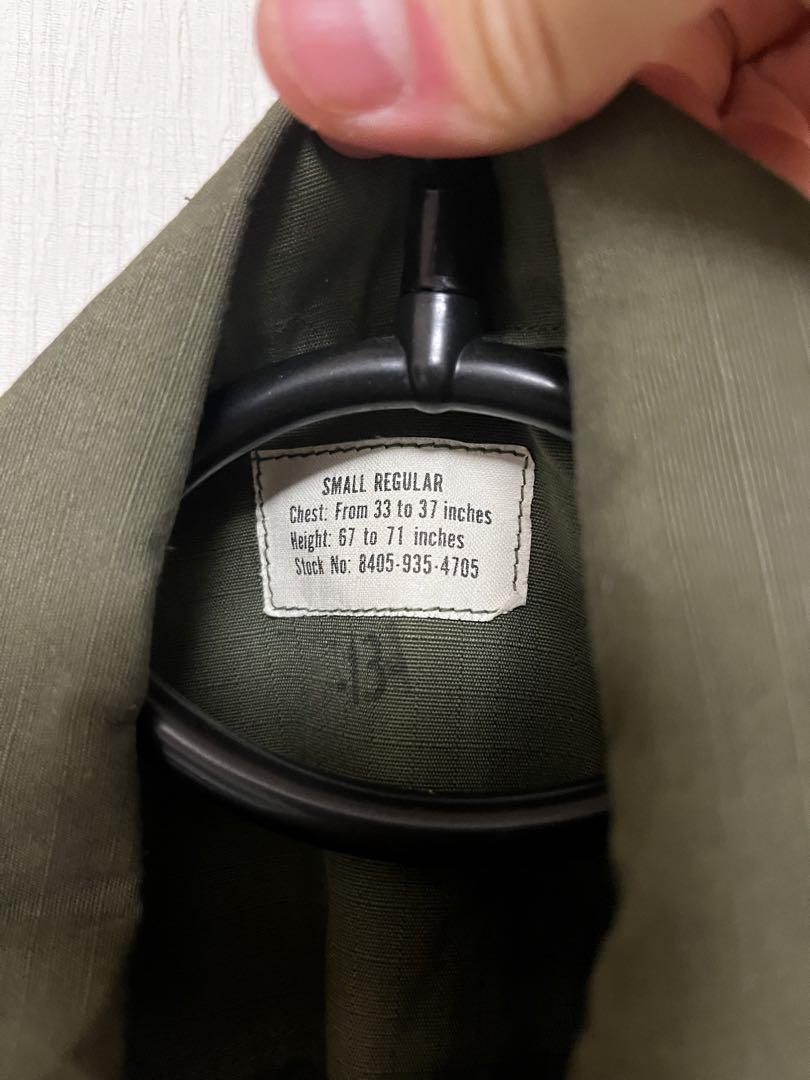 SMALL REGULAR
Chest: From 33 to 37 inches
Height: 67 to 71 inches
Stock No: 8405-935-4705